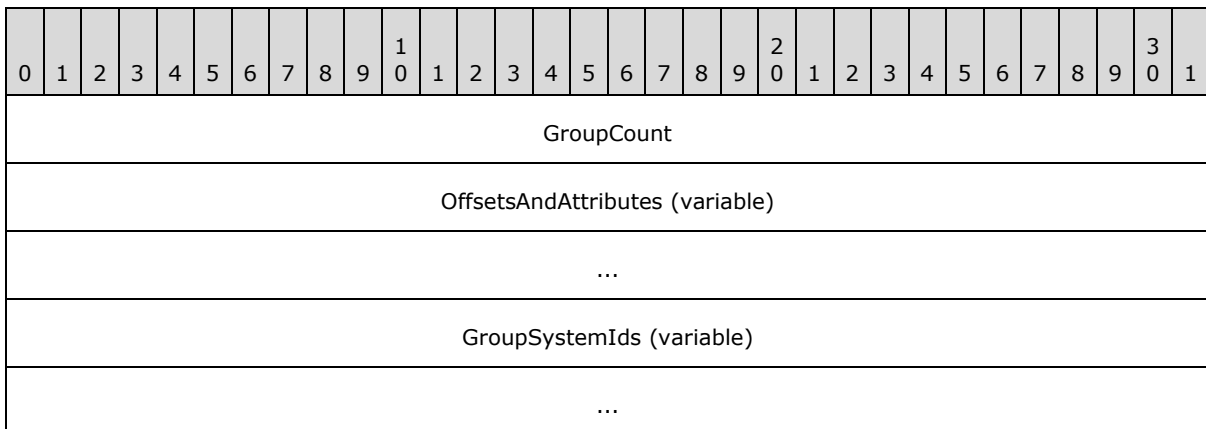 1 2 3
0 1 2 3 4 5 6 7 8 9 0 1 2 3 4 5 6 7 8 9 0 1 2 3 4 5 6 7 8 9 0 1
GroupCount
OffsetsAndAttributes (variable)
...
GroupSystemIds (variable)
...